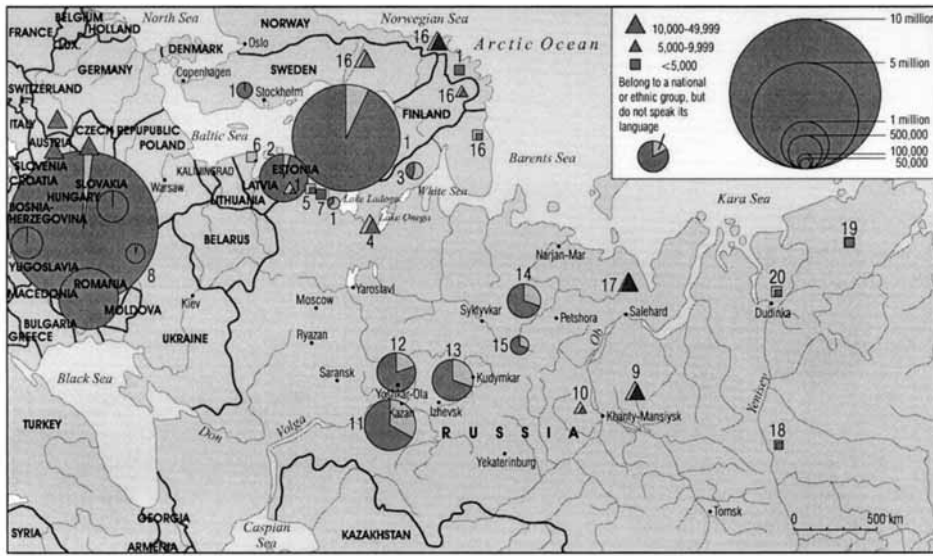 BELGIUM
HOLLAND
North Sea
NORWAY
Oslo
Norwegian Sea
Arctic Ocean
FRANCE
LUX.
DENMARK
Copenhagen
SWEDEN
Stockholm
FINLAND
GERMANY
SWITZERLAND
ITALY
AUSTRIA
CZECH REPUPUBLIC
POLAND
Baltic Sea
SLOVENIA
CROATIA
SLOVAKIA
HUNGARY
Warsaw
KALININGRAD
ESTONIA
LATVIA
LITHUANIA
Lake Ladoga
White Sea
Lake Onega
Barents Sea
Kara Sea
BOSNIA-
HERZEGOVINA
YUGOSLAVIA
MACEDONIA
ROMANIA
BULGARIA
GREECE
MOLDOVA
BELARUS
Kiev
UKRAINE
Moscow
Yaroslavl
Ryazan
Saransk
Narjan-Mar
Syktyvkar
Petshora
Salehard
Dudinka
Ob
Yenisey
Yoshkar-Ola
Kazan
Izhevsk
Kudymkar
Khanty-Mansiysk
Yekaterinburg
Tomsk
RUSSIA
Black Sea
Don
Volga
TURKEY
SYRIA
GEORGIA
ARMENIA
Caspian
Sea
KAZAKHSTAN
0 500 km
1
16
16
1
16
16
1
3
6
2
1
5
7
1
4
8
14
15
17
19
20
12
13
11
10
9
18
10,000-49,999
5,000-9,999
<5,000
Belong to a national
or ethnic group, but
do not speak its
language
10 million
5 million
1 million
500,000
100,000
50,000